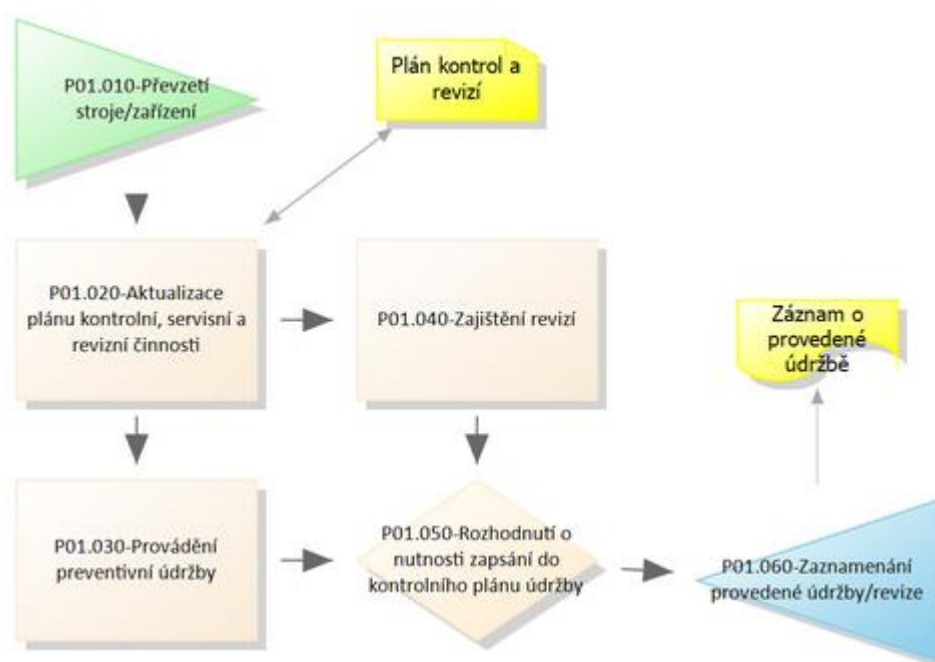 P01.010-Převzetí
stroje/zařízení
Plán kontrol a
revizí
P01.020-Aktualizace
plánu kontrolní, servisní a
revizní činnosti
P01.040-Zajištění revizí
Záznam o
provedené
údržbě
P01.030-Provádění
preventivní údržby
P01.050-Rozhodnutí o
nutnosti zapsání do
kontrolního plánu údržby
P01.060-Zaznamenání
provedené údržby/revize